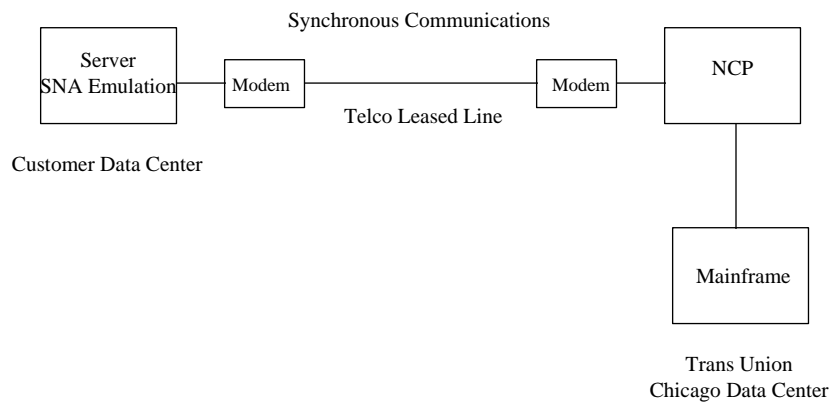 Synchronous Communications
Server
SNA Emulation
Modem
Modem
NCP
Telco Leased Line
Customer Data Center
Mainframe
Trans Union
Chicago Data Center